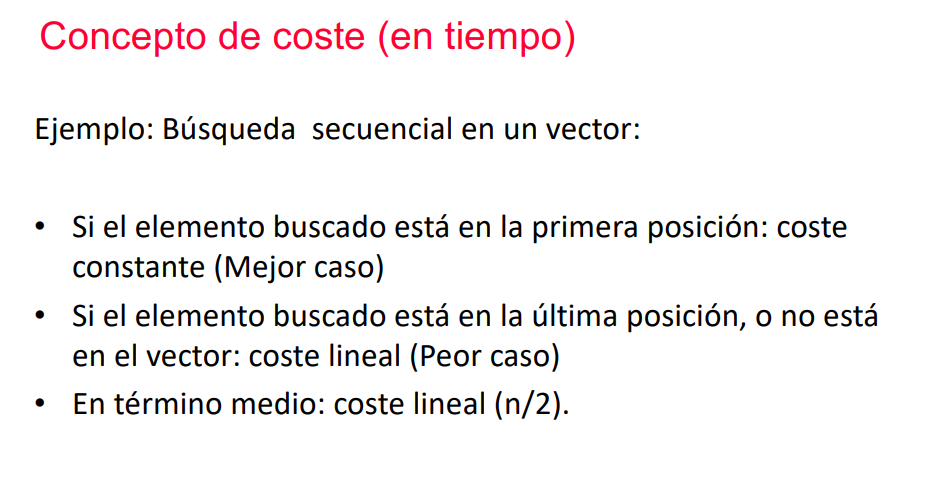 Concepto de coste (en tiempo)
Ejemplo: Búsqueda  secuencial en un vector:
• Si el elemento buscado está en la primera posición: coste
constante (Mejor caso)
• Si el elemento buscado está en la última posición, o no está
en el vector: coste lineal (Peor caso)
• En término medio: coste lineal (n/2).